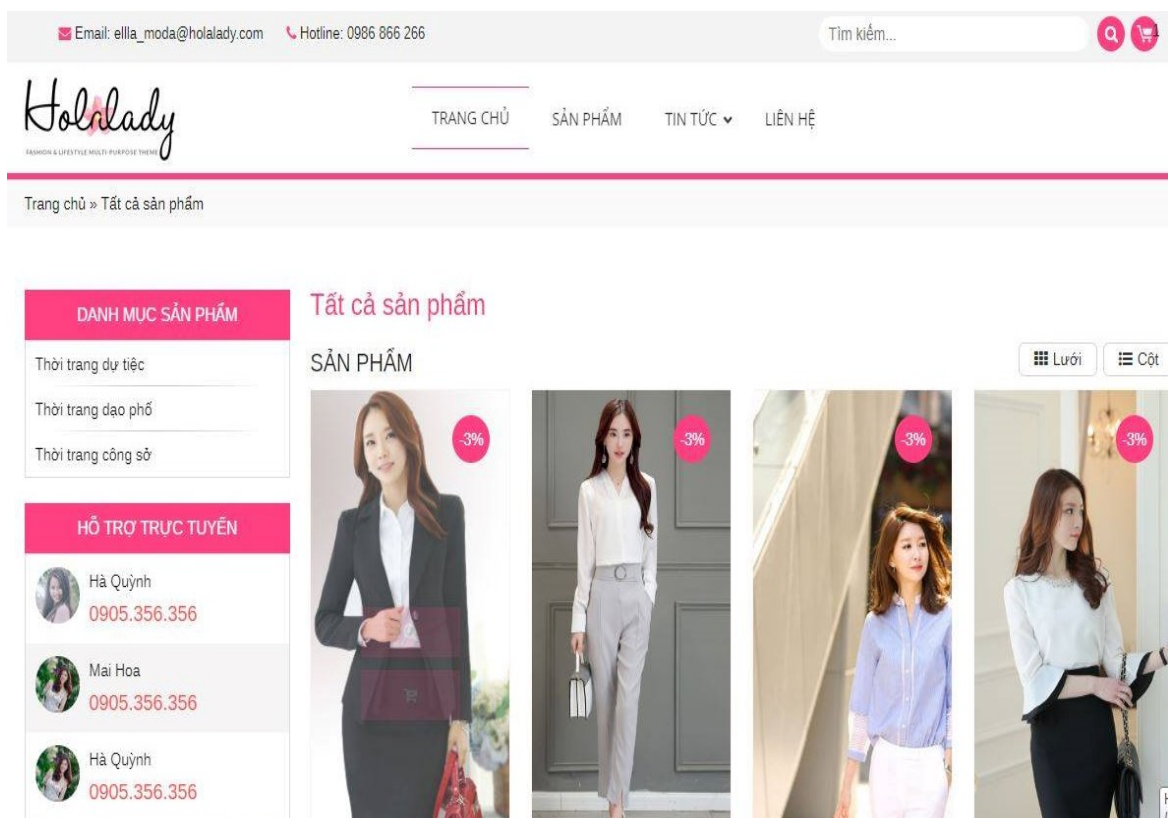 Email: ellla_moda@holalady.com Hotline: 0986 866 266 Tìm kiếm... 1
Holalady
FASHION & LIFESTYLE MULTI-PURPOSE THEME
TRANG CHỦ SẢN PHẨM TIN TỨC LIÊN HỆ
Trang chủ » Tất cả sản phẩm
DANH MỤC SẢN PHẨM
Thời trang dự tiệc
Thời trang dạo phố
Thời trang công sở
HỖ TRỢ TRỰC TUYẾN
Hà Quỳnh
0905.356.356
Mai Hoa
0905.356.356
Hà Quỳnh
0905.356.356
Tất cả sản phẩm
SẢN PHẨM Lưới Cột
-3% -3% -3% -3%